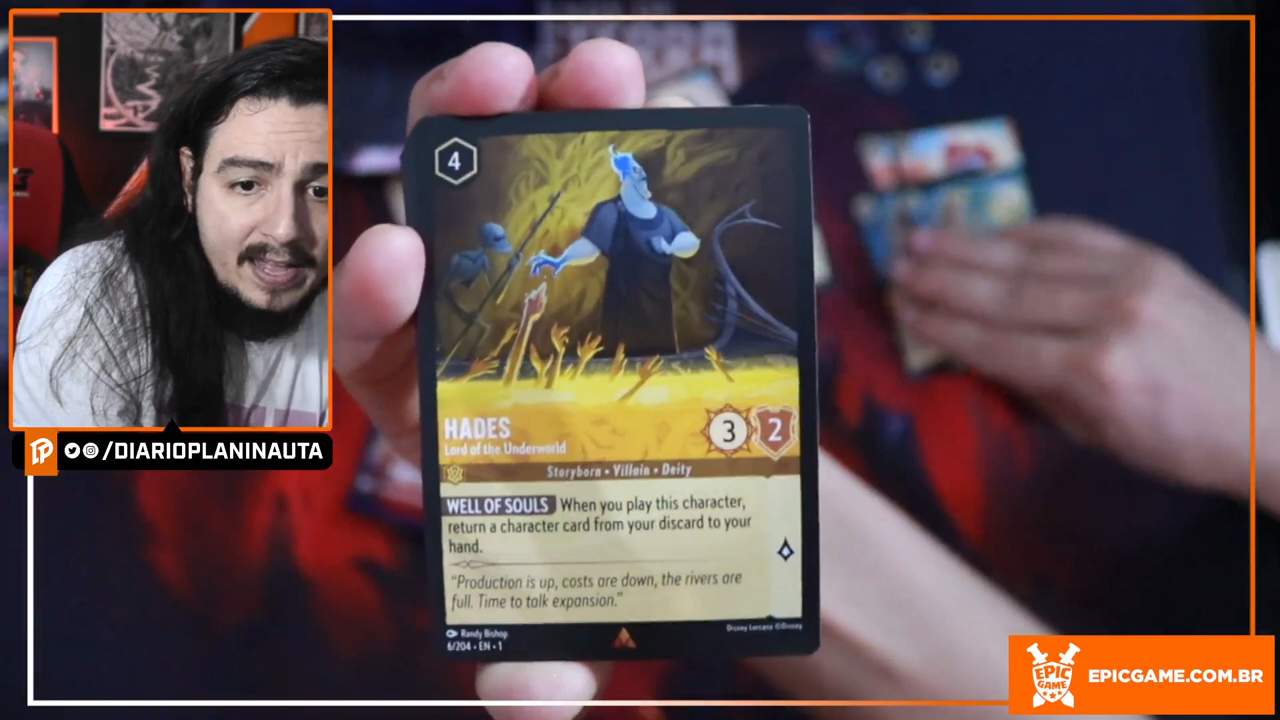 4
HADES
Lord of the Underworld
3
2
Storyborn • Villain • Deity
WELL OF SOULS When you play this character,
return a character card from your discard to your
hand.
"Production is up, costs are down, the rivers are
full. Time to talk expansion."
Randy Bishop
6/204 • EN • 1
Disney Lorcana ©Disney
/DIARIOPLANINAUTA
EPIC
GAME
EPICGAME.COM.BR